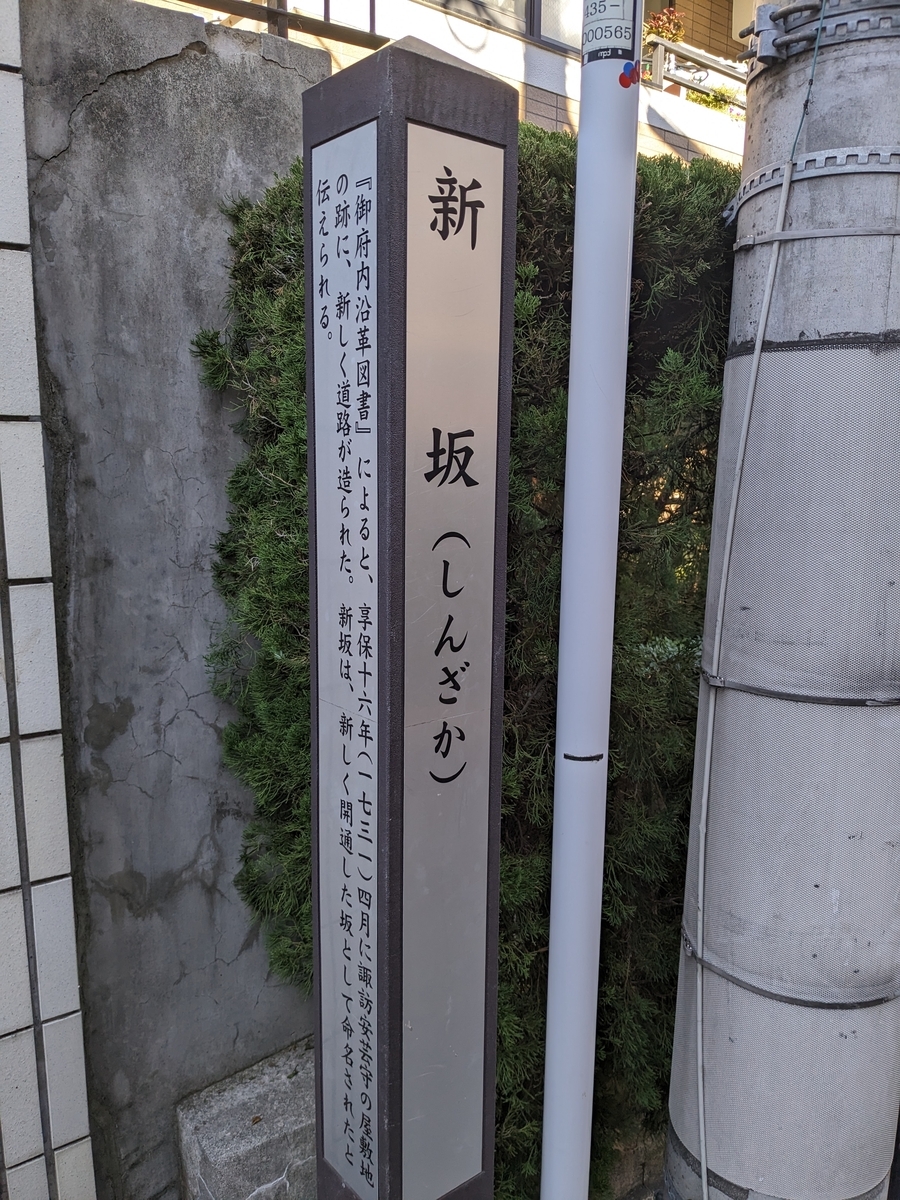 新坂（しんざか）
『御府内沿革図書』によると、享保十六年（一七三一）四月に諏訪安芸守の屋敷地
の跡に、新しく道路が造られた。新坂は、新しく開通した坂として命名されたと
伝えられる。
435-
000565
mpd